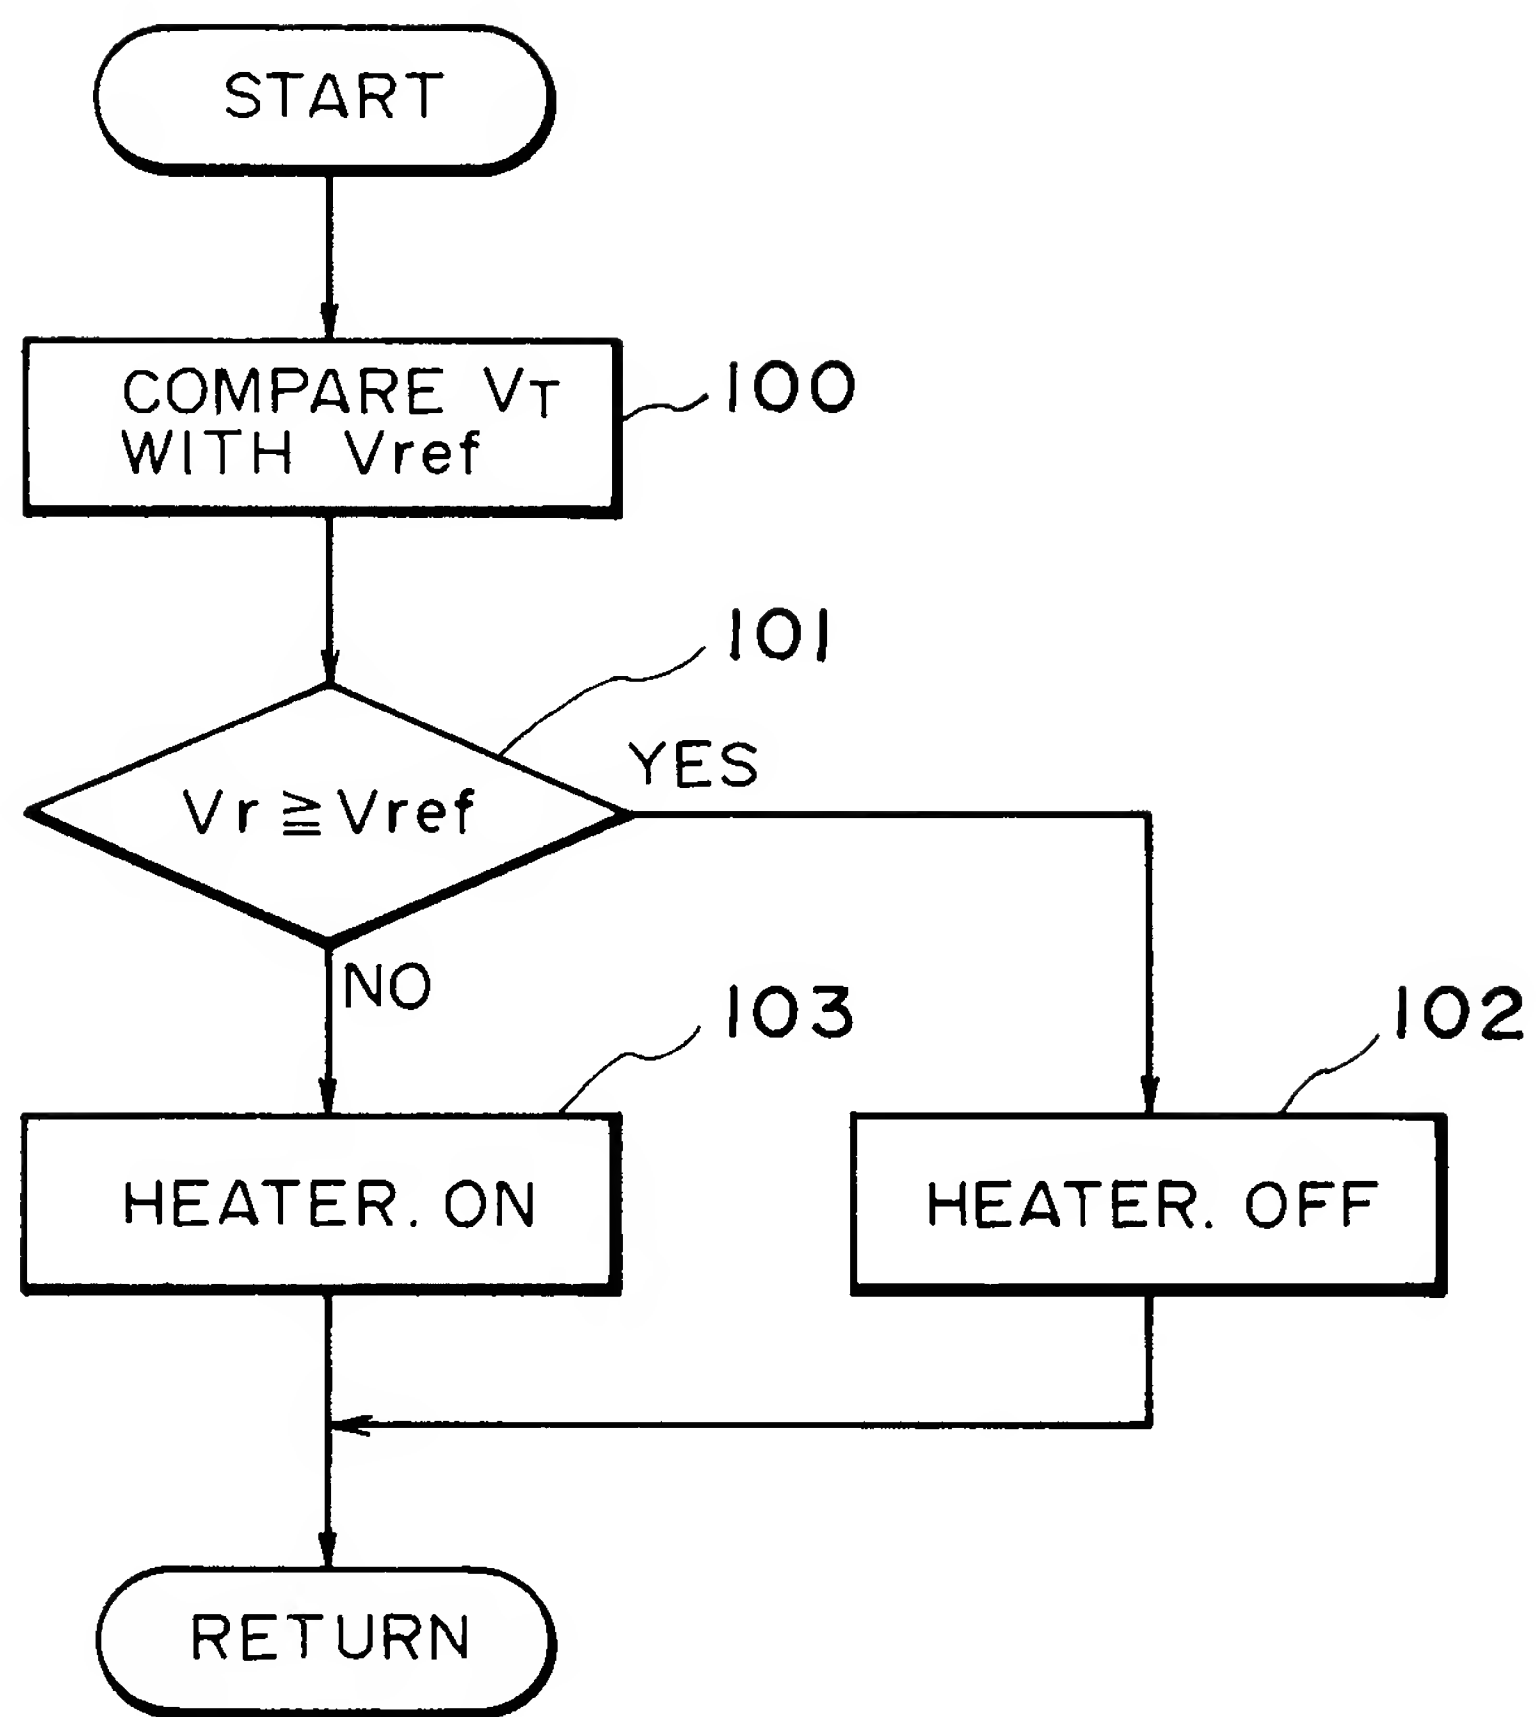 START
COMPARE VT
WITH Vref
100
101
YES
Vr ≧ Vref
NO
103
102
HEATER. ON
HEATER. OFF
RETURN